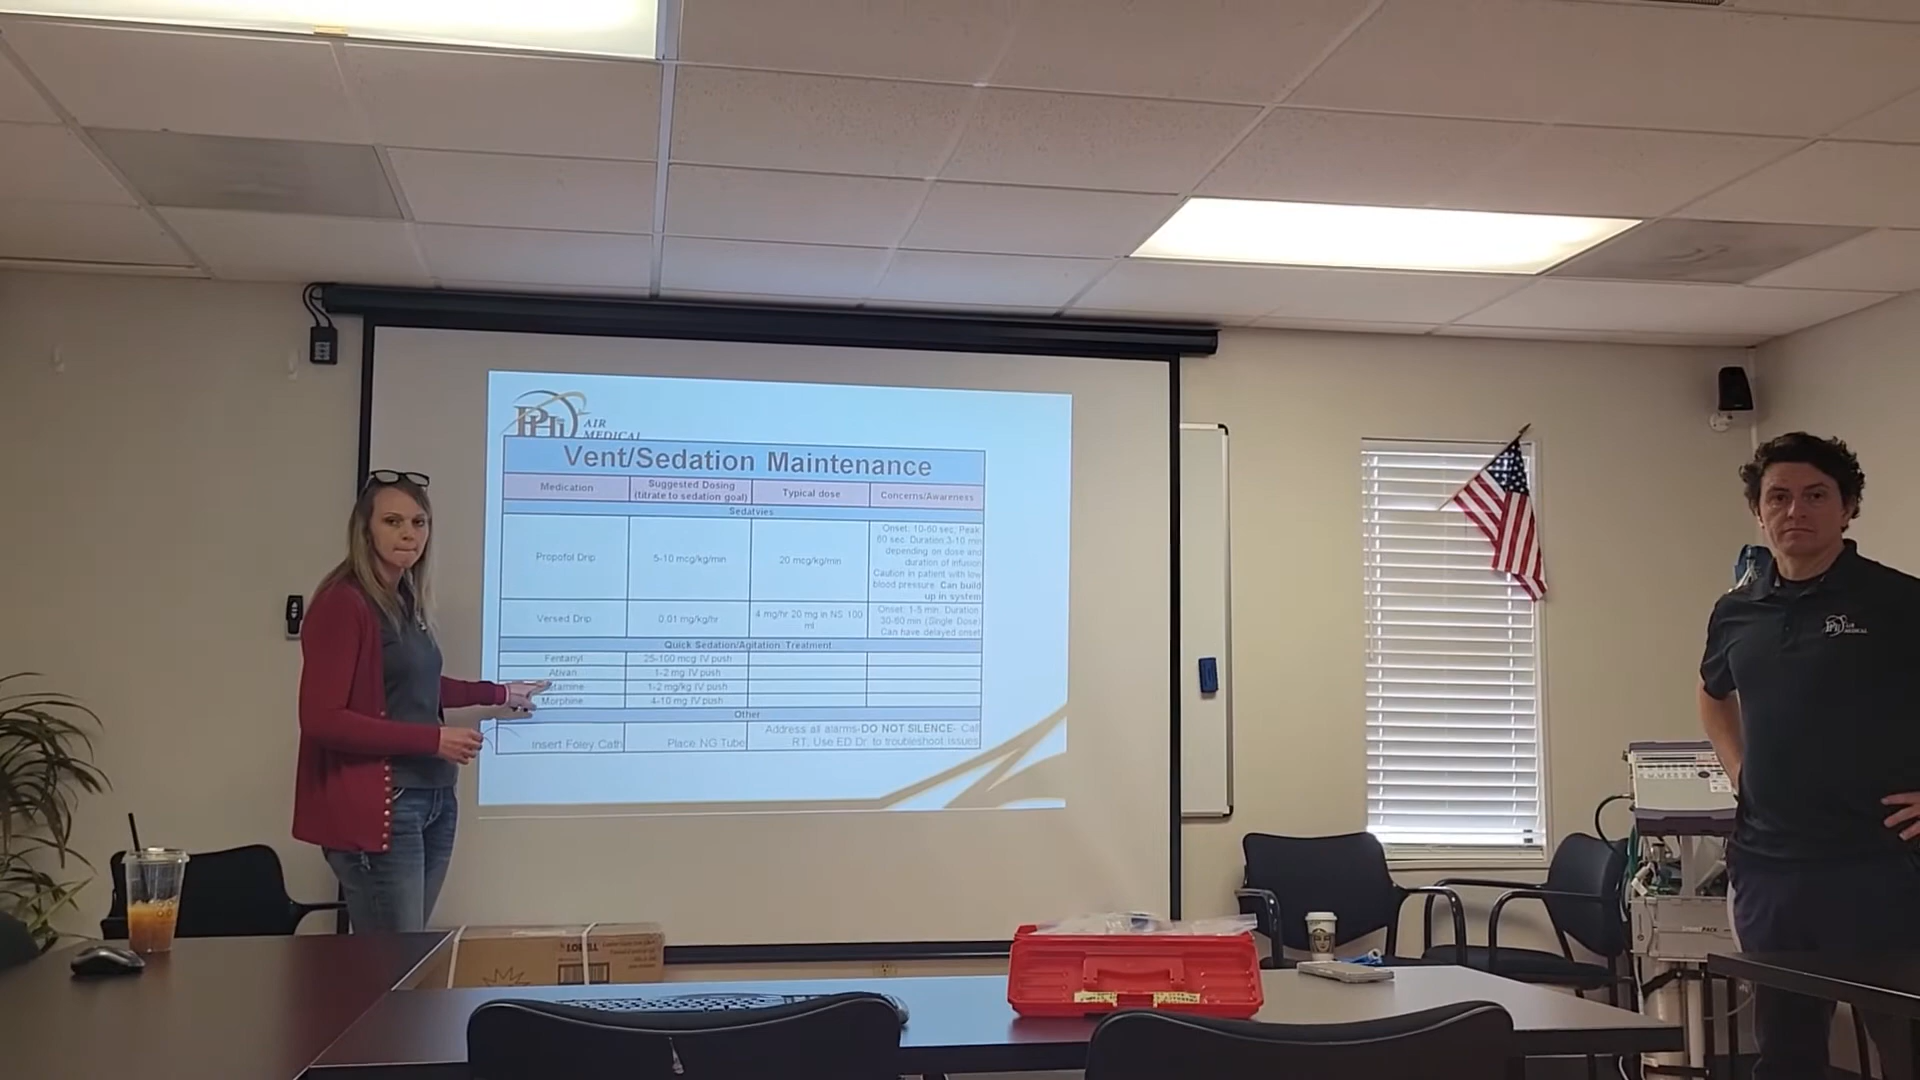 PHI AIR
MEDICAL
Vent/Sedation Maintenance
Medication
Suggested Dosing
(titrate to sedation goal)
Typical dose
Concerns/Awareness
Sedatvies
Propofol Drip
5-10 mcg/kg/min
20 mcg/kg/min
Onset: 10-60 sec; Peak
60 sec. Duration 3-10 min
depending on dose and
duration of infusion
Caution in patient with low
blood pressure. Can build
up in system
Versed Drip
0.01 mg/kg/hr
4 mg/hr 20 mg in NS 100
ml
Onset: 1-5 min. Duration
30-60 min (Single Dose)
Can have delayed onset
Quick Sedation/Agitation Treatment
Fentanyl
25-100 mcg IV push
Ativan
1-2 mg IV push
etamine
1-2 mg/kg IV push
Morphine
4-10 mg IV push
Other
Insert Foley Cath
Place NG Tube
Address all alarms-DO NOT SILENCE- Call
RT, Use ED Dr. to troubleshoot issues
PHI AIR
MEDICAL